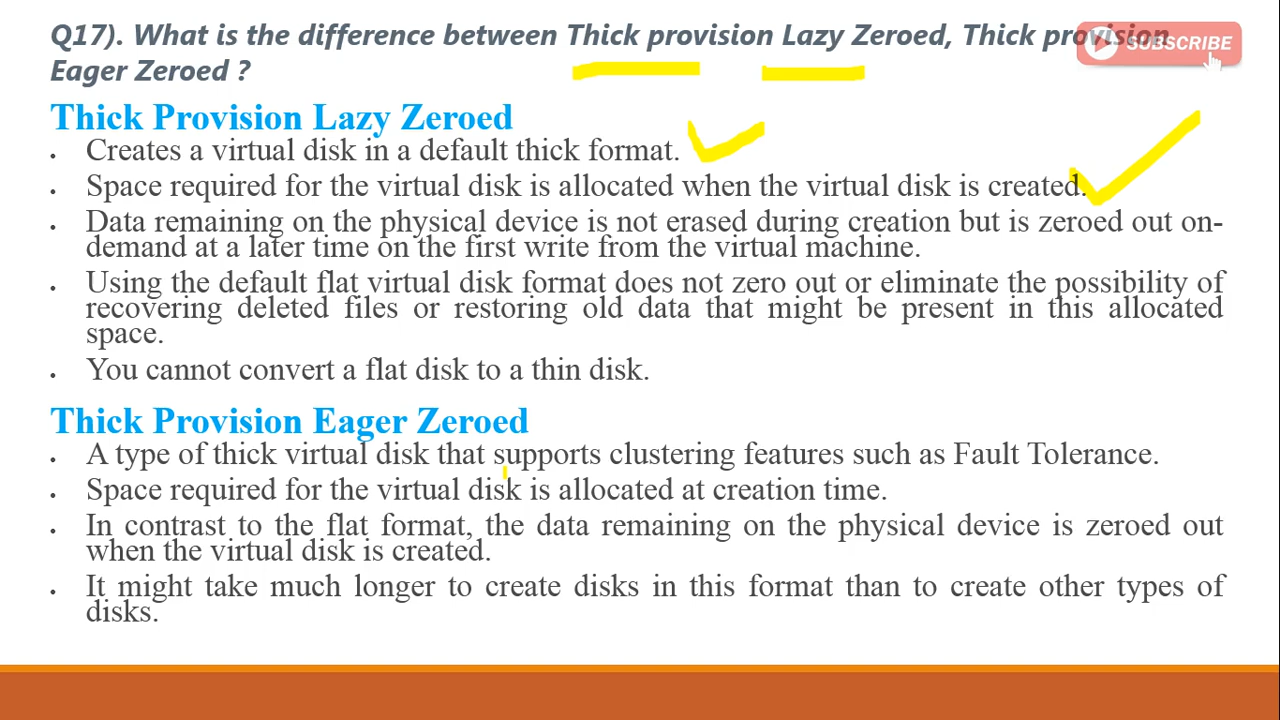 Q17). What is the difference between Thick provision Lazy Zeroed, Thick provision
Eager Zeroed ?
SUBSCRIBE
Thick Provision Lazy Zeroed
• Creates a virtual disk in a default thick format.
• Space required for the virtual disk is allocated when the virtual disk is created.
• Data remaining on the physical device is not erased during creation but is zeroed out on-
demand at a later time on the first write from the virtual machine.
• Using the default flat virtual disk format does not zero out or eliminate the possibility of
recovering deleted files or restoring old data that might be present in this allocated
space.
• You cannot convert a flat disk to a thin disk.
Thick Provision Eager Zeroed
• A type of thick virtual disk that supports clustering features such as Fault Tolerance.
• Space required for the virtual disk is allocated at creation time.
• In contrast to the flat format, the data remaining on the physical device is zeroed out
when the virtual disk is created.
• It might take much longer to create disks in this format than to create other types of
disks.